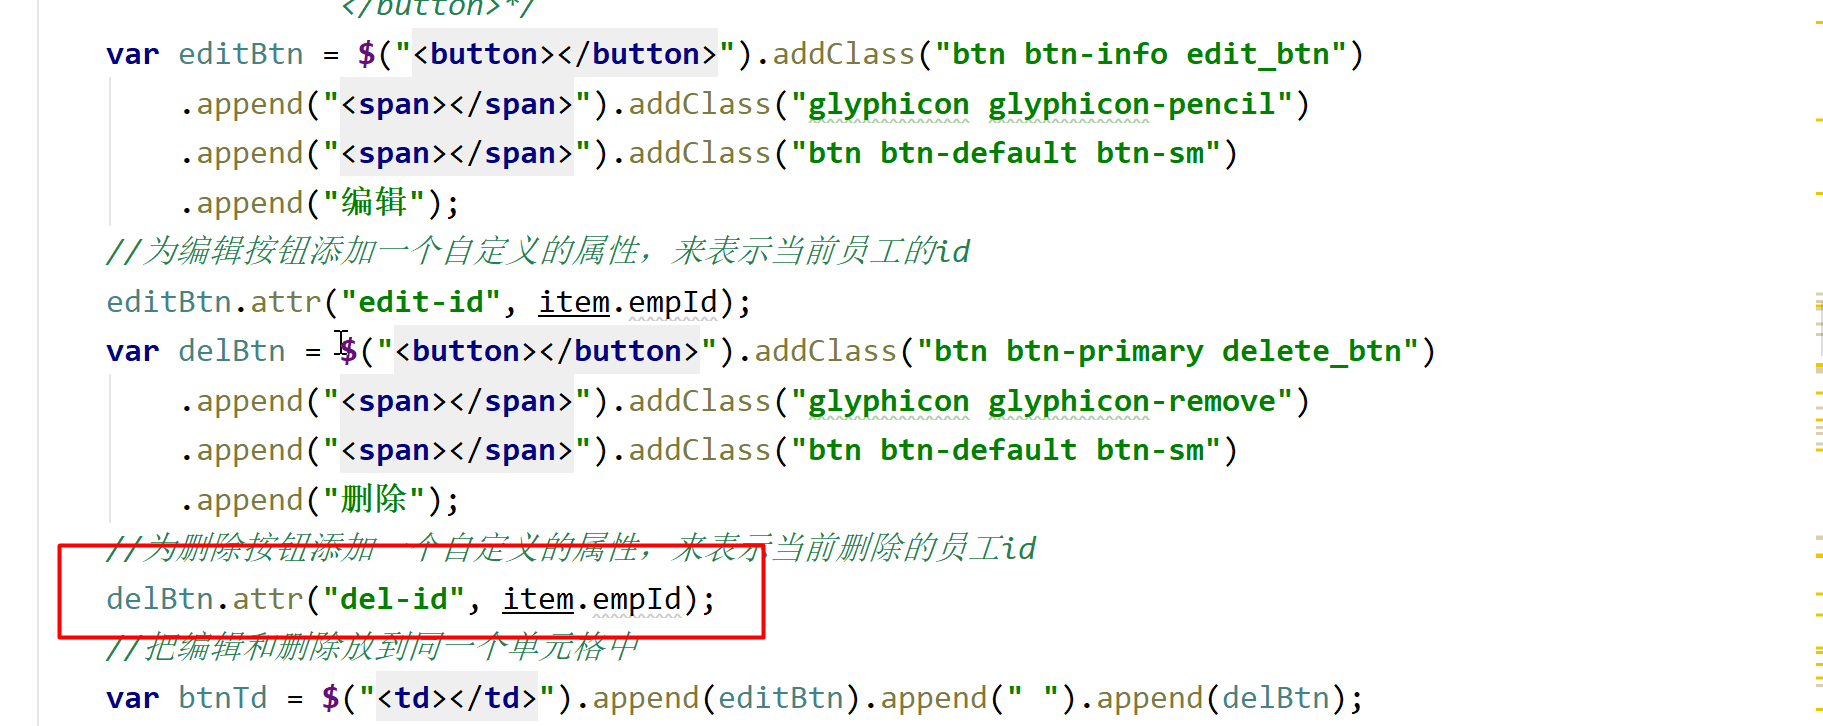 </button>*/
var editBtn = $("<button></button>").addClass("btn btn-info edit_btn")
.append("<span></span>").addClass("glyphicon glyphicon-pencil")
.append("<span></span>").addClass("btn btn-default btn-sm")
.append("编辑");
//为编辑按钮添加一个自定义的属性，来表示当前员工的id
editBtn.attr("edit-id", item.empId);
var delBtn = $("<button></button>").addClass("btn btn-primary delete_btn")
.append("<span></span>").addClass("glyphicon glyphicon-remove")
.append("<span></span>").addClass("btn btn-default btn-sm")
.append("删除");
//为删除按钮添加一个自定义的属性，来表示当前删除的员工id
delBtn.attr("del-id", item.empId);
//把编辑和删除放到同一个单元格中
var btnTd = $("<td></td>").append(editBtn).append(" ").append(delBtn);